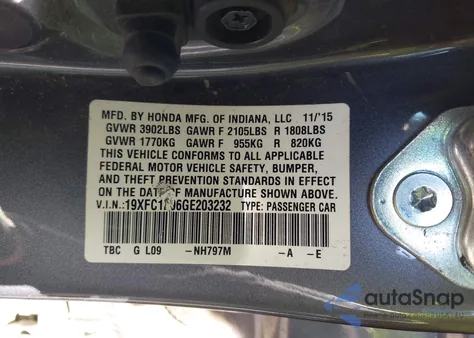 MFD. BY HONDA MFG. OF INDIANA, LLC 11/'15
GVWR 3902LBS GAWR F 2105LBS R 1808LBS
GVWR 1770KG GAWR F 955KG R 820KG
THIS VEHICLE CONFORMS TO ALL APPLICABLE
FEDERAL MOTOR VEHICLE SAFETY, BUMPER,
AND THEFT PREVENTION STANDARDS IN EFFECT
ON THE DATE OF MANUFACTURE SHOWN ABOVE.
V.I.N.: TYPE: PASSENGER CAR
TBC G L09 -NH797M -A -E
autoSnap